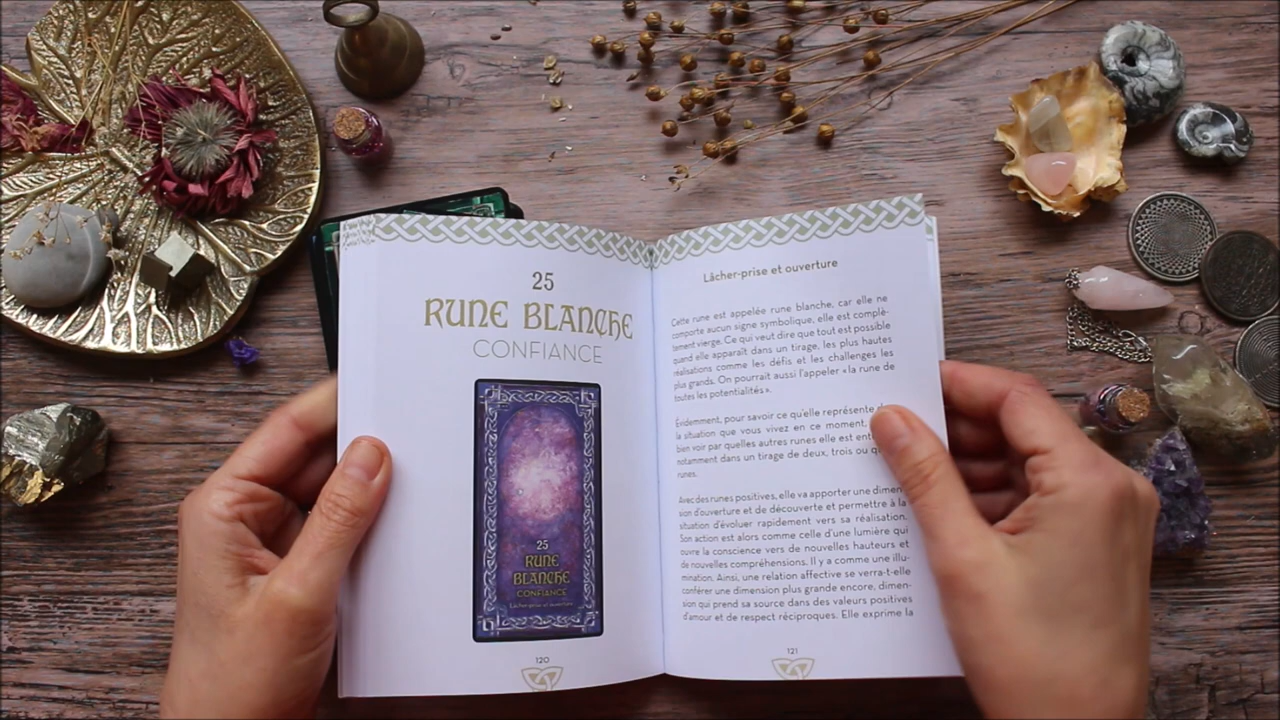 25
RUNE BLANCHE
CONFIANCE
25
RUNE
BLANCHE
CONFIANCE
Lâcher-prise et ouverture
120
Lâcher-prise et ouverture
Cette rune est appelée rune blanche, car elle ne
comporte aucun signe symbolique, elle est complè-
tement vierge. Ce qui veut dire que tout est possible
quand elle apparaît dans un tirage, les plus hautes
réalisations comme les défis et les challenges les
plus grands. On pourrait aussi l'appeler « la rune de
toutes les potentialités ».
Évidemment, pour savoir ce qu'elle représente
la situation que vous vivez en ce moment,
bien voir par quelles autres runes elle est
notamment dans un tirage de deux, trois ou
runes.
Avec des runes positives, elle va apporter une dimen-
sion d'ouverture et de découverte et permettre à la
situation d'évoluer rapidement vers sa réalisation.
Son action est alors comme celle d'une lumière qui
ouvre la conscience vers de nouvelles hauteurs et
de nouvelles compréhensions. Il y a comme une illu-
mination. Ainsi, une relation affective se verra-t-elle
conférer une dimension plus grande encore, dimen-
sion qui prend sa source dans des valeurs positives
d'amour et de respect réciproques. Elle exprime la
121